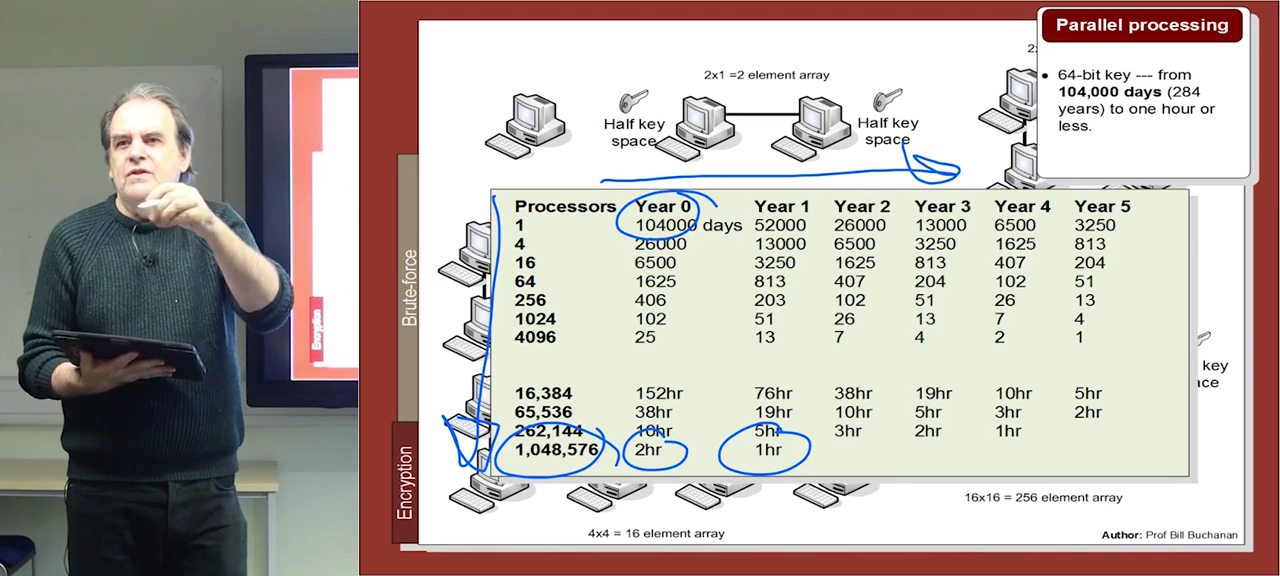 Parallel processing
• 64-bit key --- from
104,000 days (284
years) to one hour or
less.
2x1 =2 element array
Half key
space
Half key
space
Processors Year 0 Year 1 Year 2 Year 3 Year 4 Year 5
1 104000 days 52000 26000 13000 6500 3250
4 26000 13000 6500 3250 1625 813
16 6500 3250 1625 813 407 204
64 1625 813 407 204 102 51
256 406 203 102 51 26 13
1024 102 51 26 13 7 4
4096 25 13 7 4 2 1
16,384 152hr 76hr 38hr 19hr 10hr 5hr
65,536 38hr 19hr 10hr 5hr 3hr 2hr
262,144 10hr 5hr 3hr 2hr 1hr
1,048,576 2hr 1hr
key
16x16 = 256 element array
4x4 = 16 element array
Author: Prof Bill Buchanan
Brute-force
Encryption
Encryption